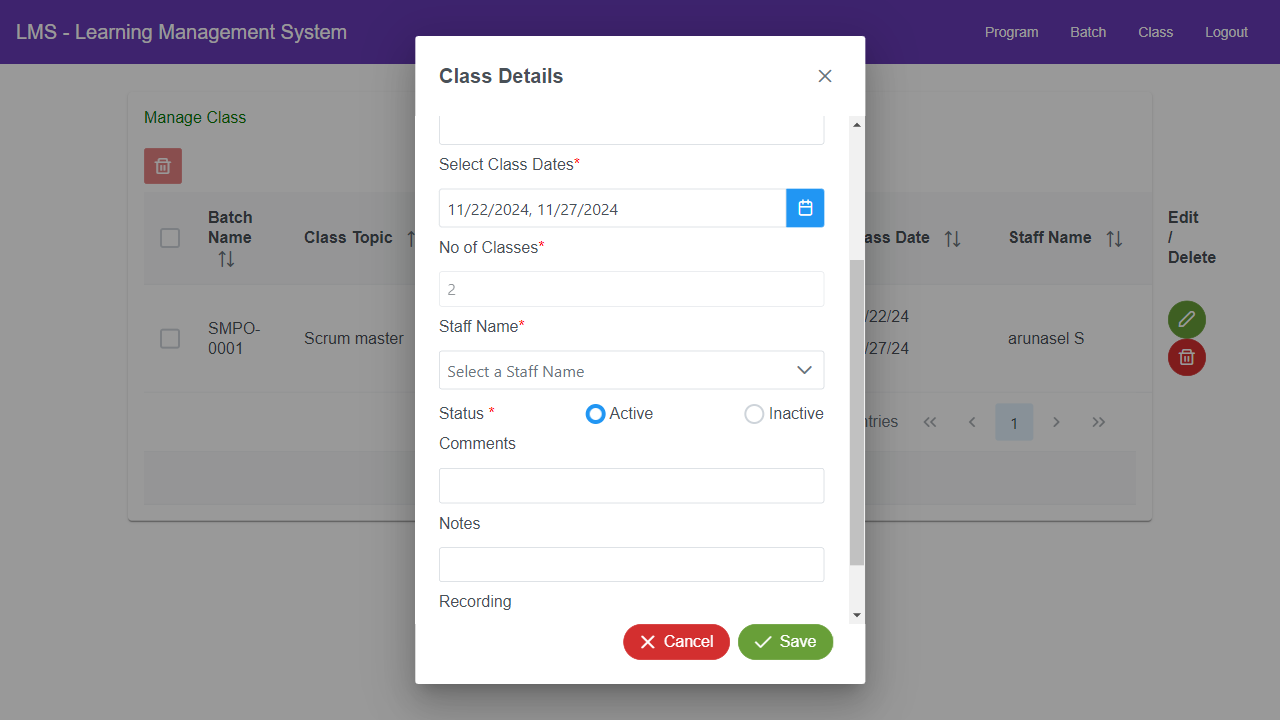 LMS - Learning Management System
Program
Batch
Class
Logout
Manage Class
Class Details
Select Class Dates*
11/22/2024, 11/27/2024
No of Classes*
2
Staff Name*
Select a Staff Name
Status *
Active
Inactive
Comments
Notes
Recording
Cancel
Save
Batch
Name
Class Topic
ass Date
Staff Name
Edit
/
Delete
SMPO-
0001
Scrum master
/22/24
/27/24
arunasel S
ntries
1